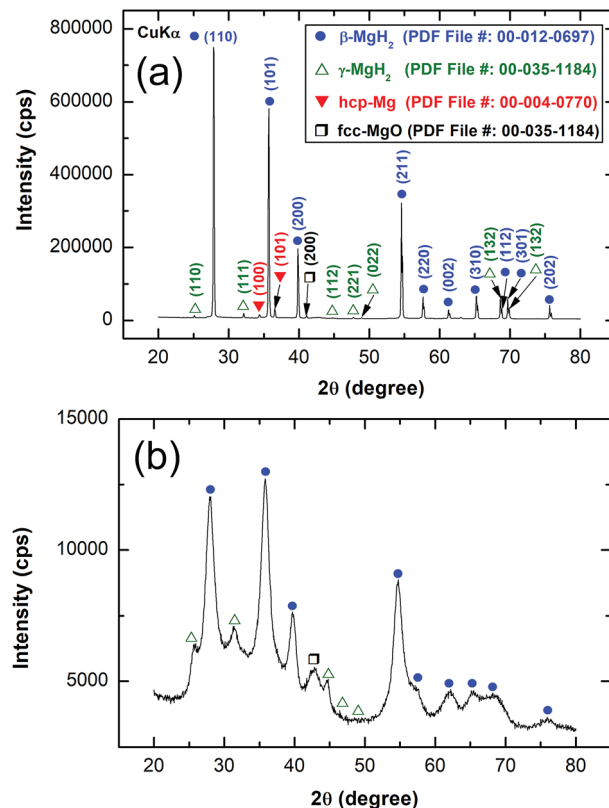 CuKα
(a)
β-MgH₂ (PDF File #: 00-012-0697)
γ-MgH₂ (PDF File #: 00-035-1184)
hcp-Mg (PDF File #: 00-004-0770)
fcc-MgO (PDF File #: 00-035-1184)
(110)
(101)
(211)
(200)
(101)
(200)
(110)
(111)
(100)
(112)
(221)
(022)
(220)
(002)
(310)
(132)
(112)
(301)
(132)
(202)
Intensity (cps)
800000
600000
400000
200000
0
20 30 40 50 60 70 80
2θ (degree)
(b)
Intensity (cps)
15000
10000
5000
20 30 40 50 60 70 80
2θ (degree)